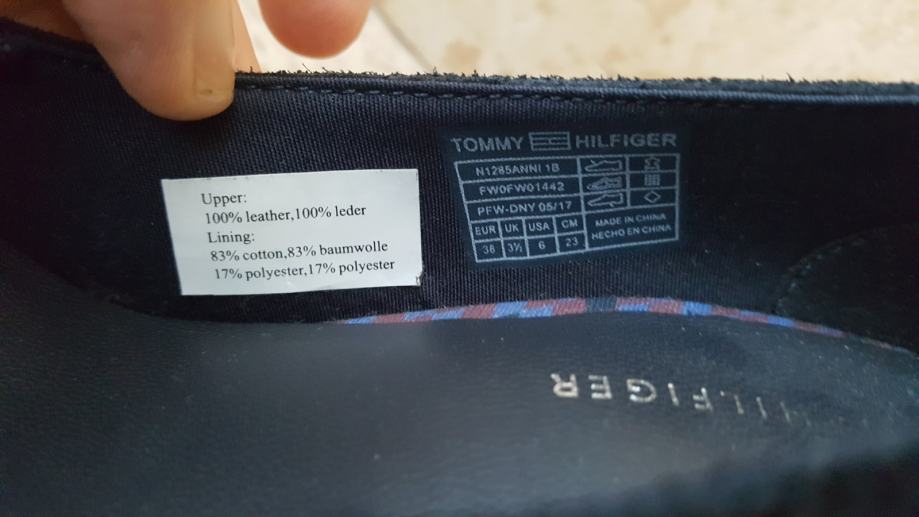 Upper:
100% leather,100% leder
Lining:
83% cotton,83% baumwolle
17% polyester,17% polyester
TOMMY HILFIGER
N1285ANNI 1B
FW0FW01442
PFW-DNY 05/17
EUR UK USA CM
36 3½ 6 23
MADE IN CHINA
HECHO EN CHINA
HILFIGER